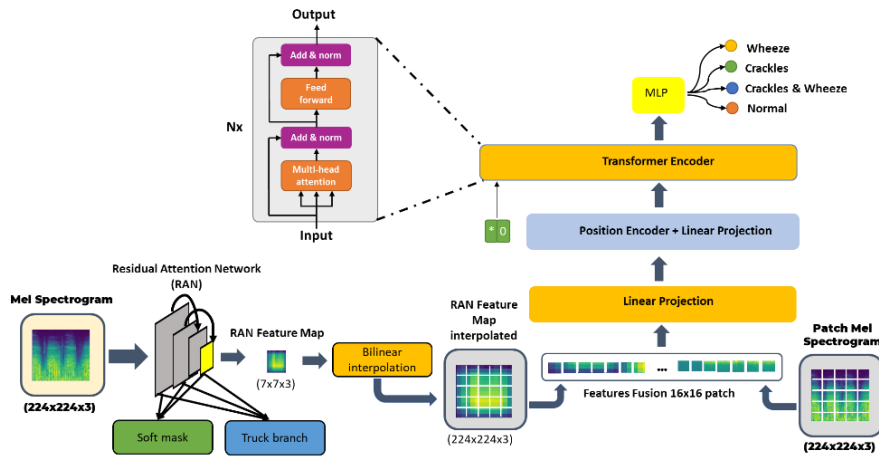 Output
Add & norm
Feed
forward
Nx
Add & norm
Multi-head
attention
Input
Wheeze
Crackles
Crackles & Wheeze
Normal
MLP
Transformer Encoder
* 0
Position Encoder + Linear Projection
Linear Projection
Residual Attention Network
(RAN)
Mel Spectrogram
(224x224x3)
RAN Feature Map
(7x7x3)
Bilinear
interpolation
RAN Feature
Map
interpolated
(224x224x3)
...
Features Fusion 16x16 patch
Patch Mel
Spectrogram
(224x224x3)
Soft mask
Truck branch